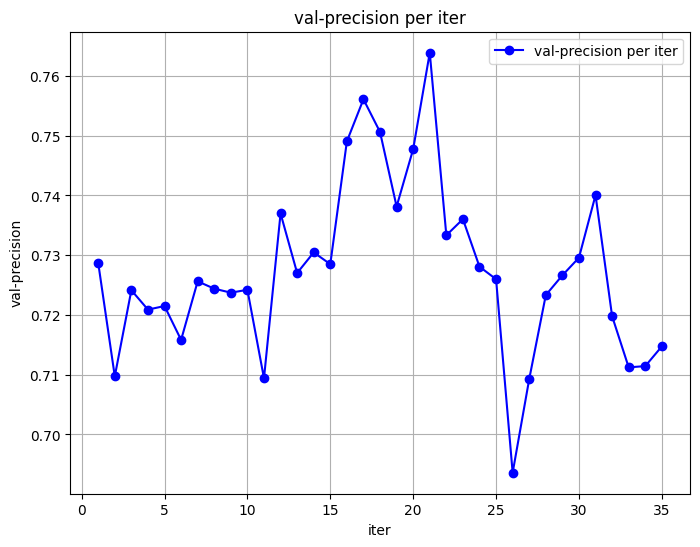 val-precision per iter
val-precision per iter
0.76
0.75
0.74
0.73
0.72
0.71
0.70
val-precision
0 5 10 15 20 25 30 35
iter